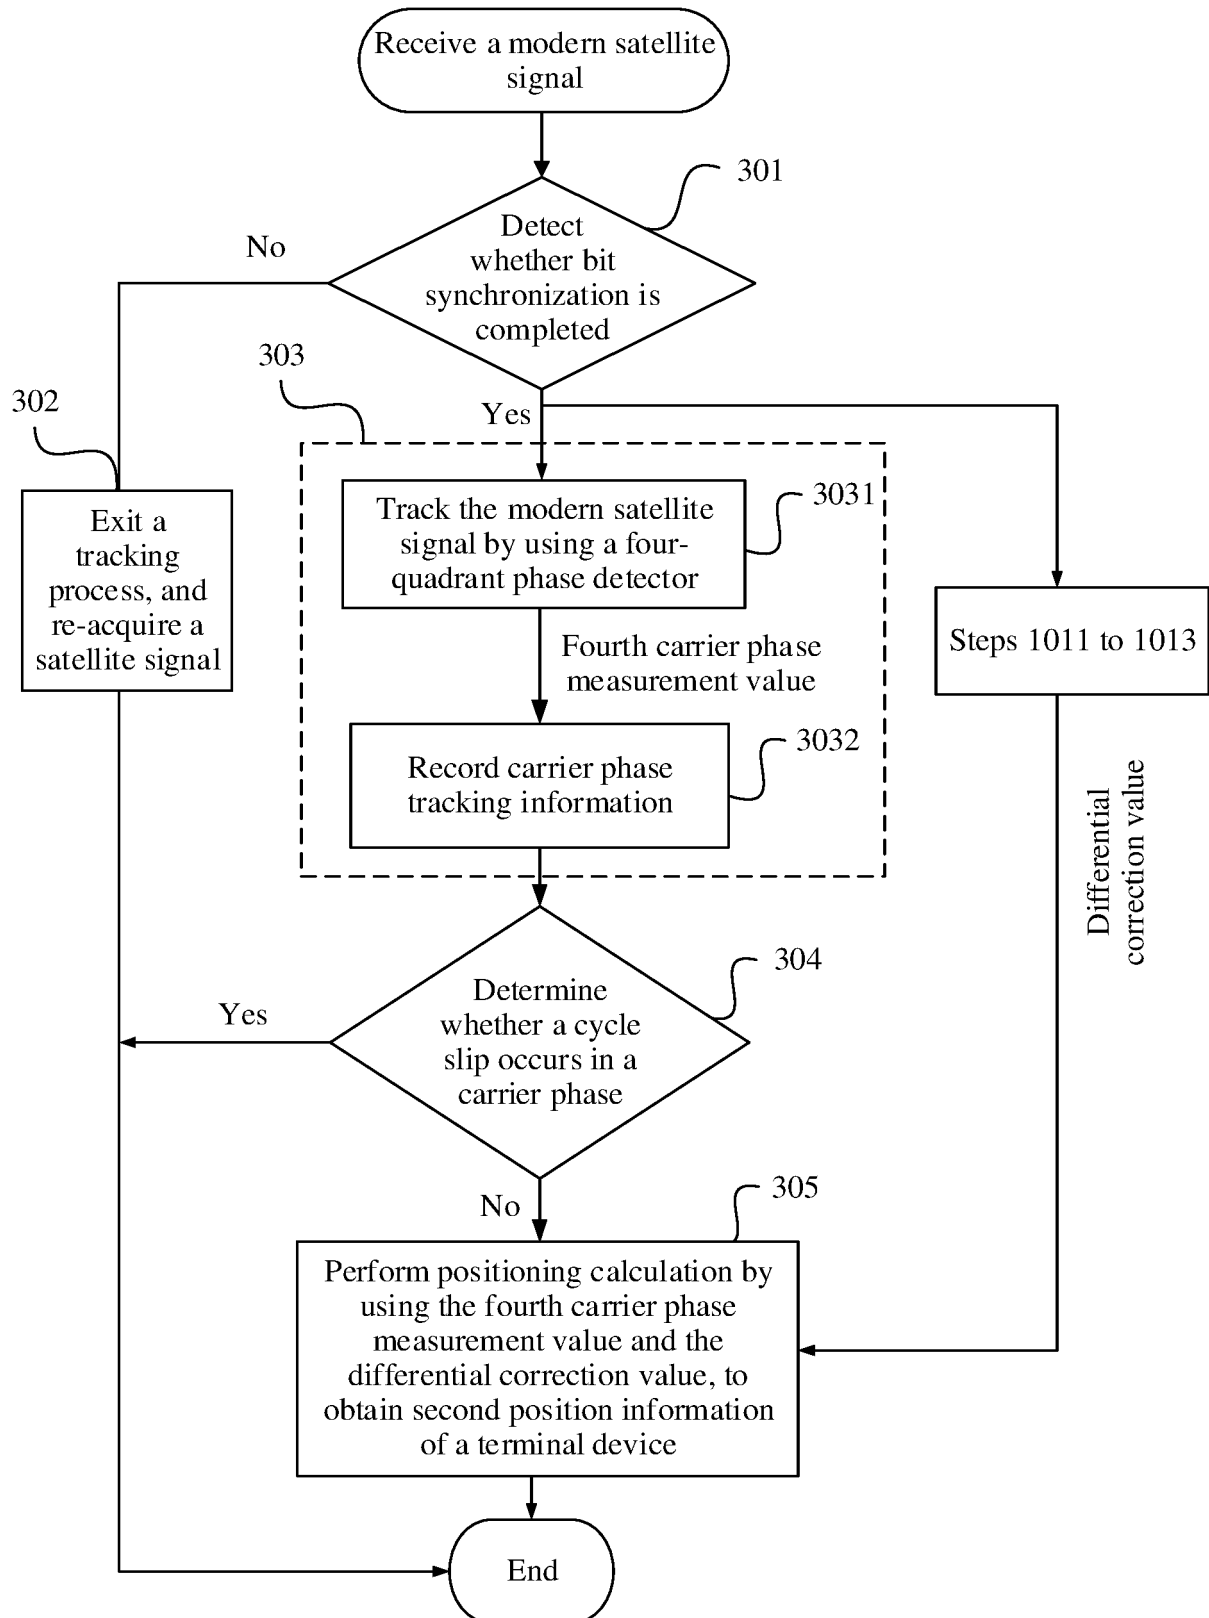 Receive a modern satellite
signal
301
Detect
whether bit
synchronization is
completed
No
303
302
Yes
Exit a
tracking
process, and
re-acquire a
satellite signal
Track the modern satellite
signal by using a four-
quadrant phase detector
3031
Steps 1011 to 1013
Fourth carrier phase
measurement value
Record carrier phase
tracking information
3032
Differential
correction value
304
Determine
whether a cycle
slip occurs in a
carrier phase
Yes
No
305
Perform positioning calculation by
using the fourth carrier phase
measurement value and the
differential correction value, to
obtain second position information
of a terminal device
End